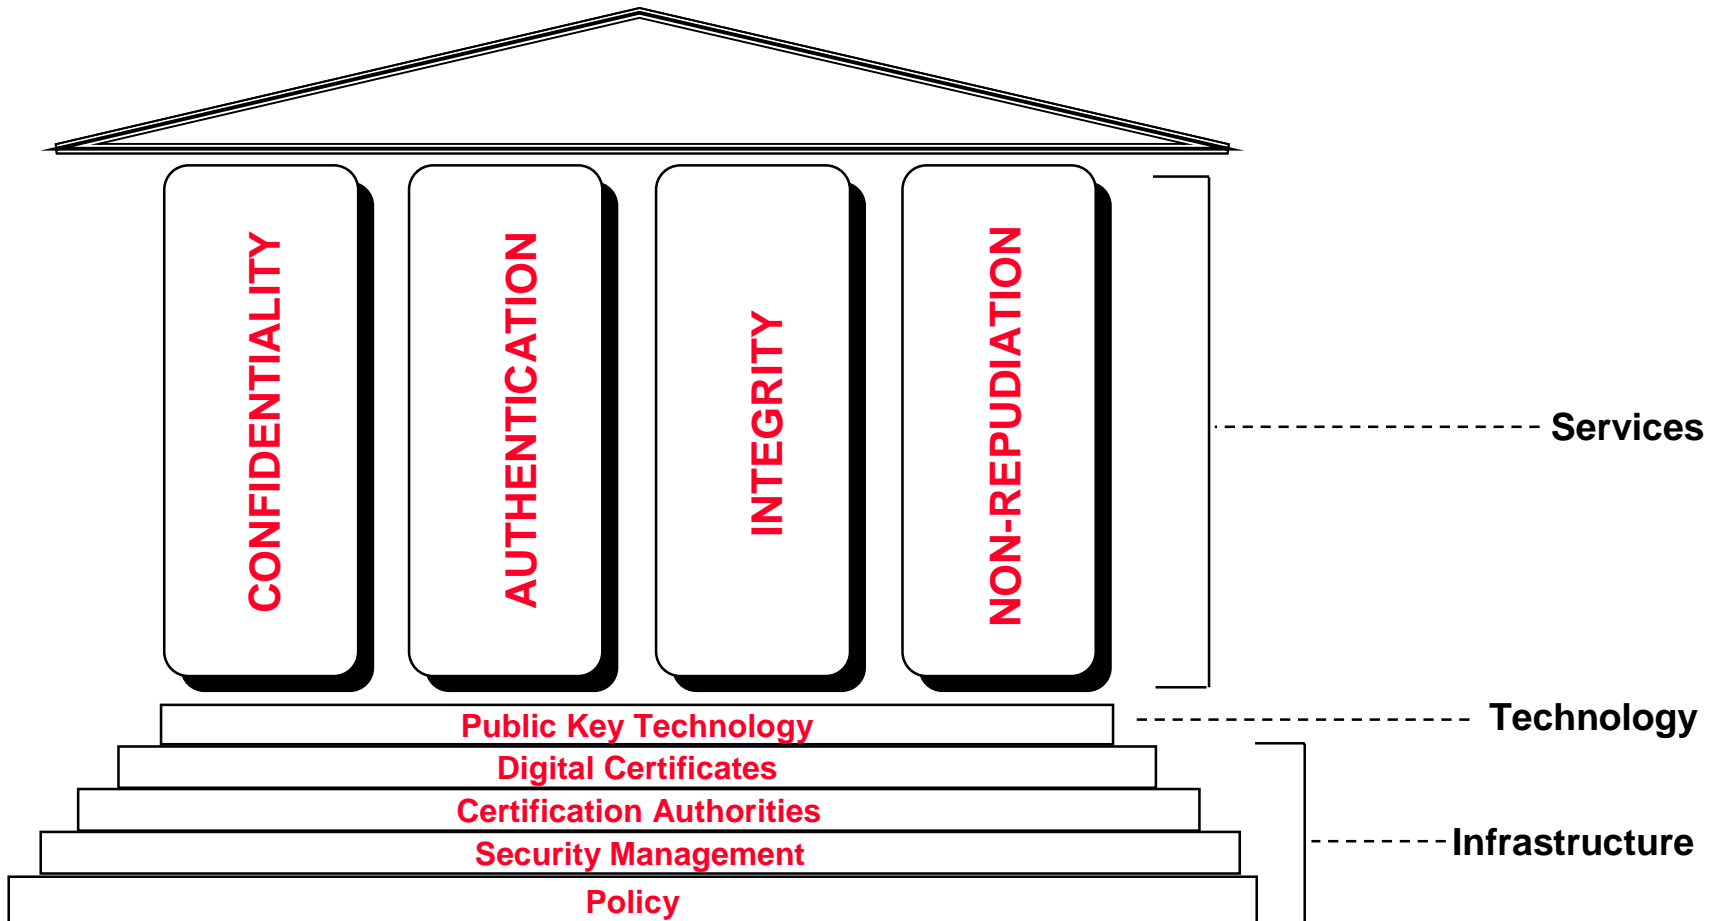 CONFIDENTIALITY
AUTHENTICATION
INTEGRITY
NON-REPUDIATION
Services
Public Key Technology
Technology
Digital Certificates
Certification Authorities
Security Management
Infrastructure
Policy